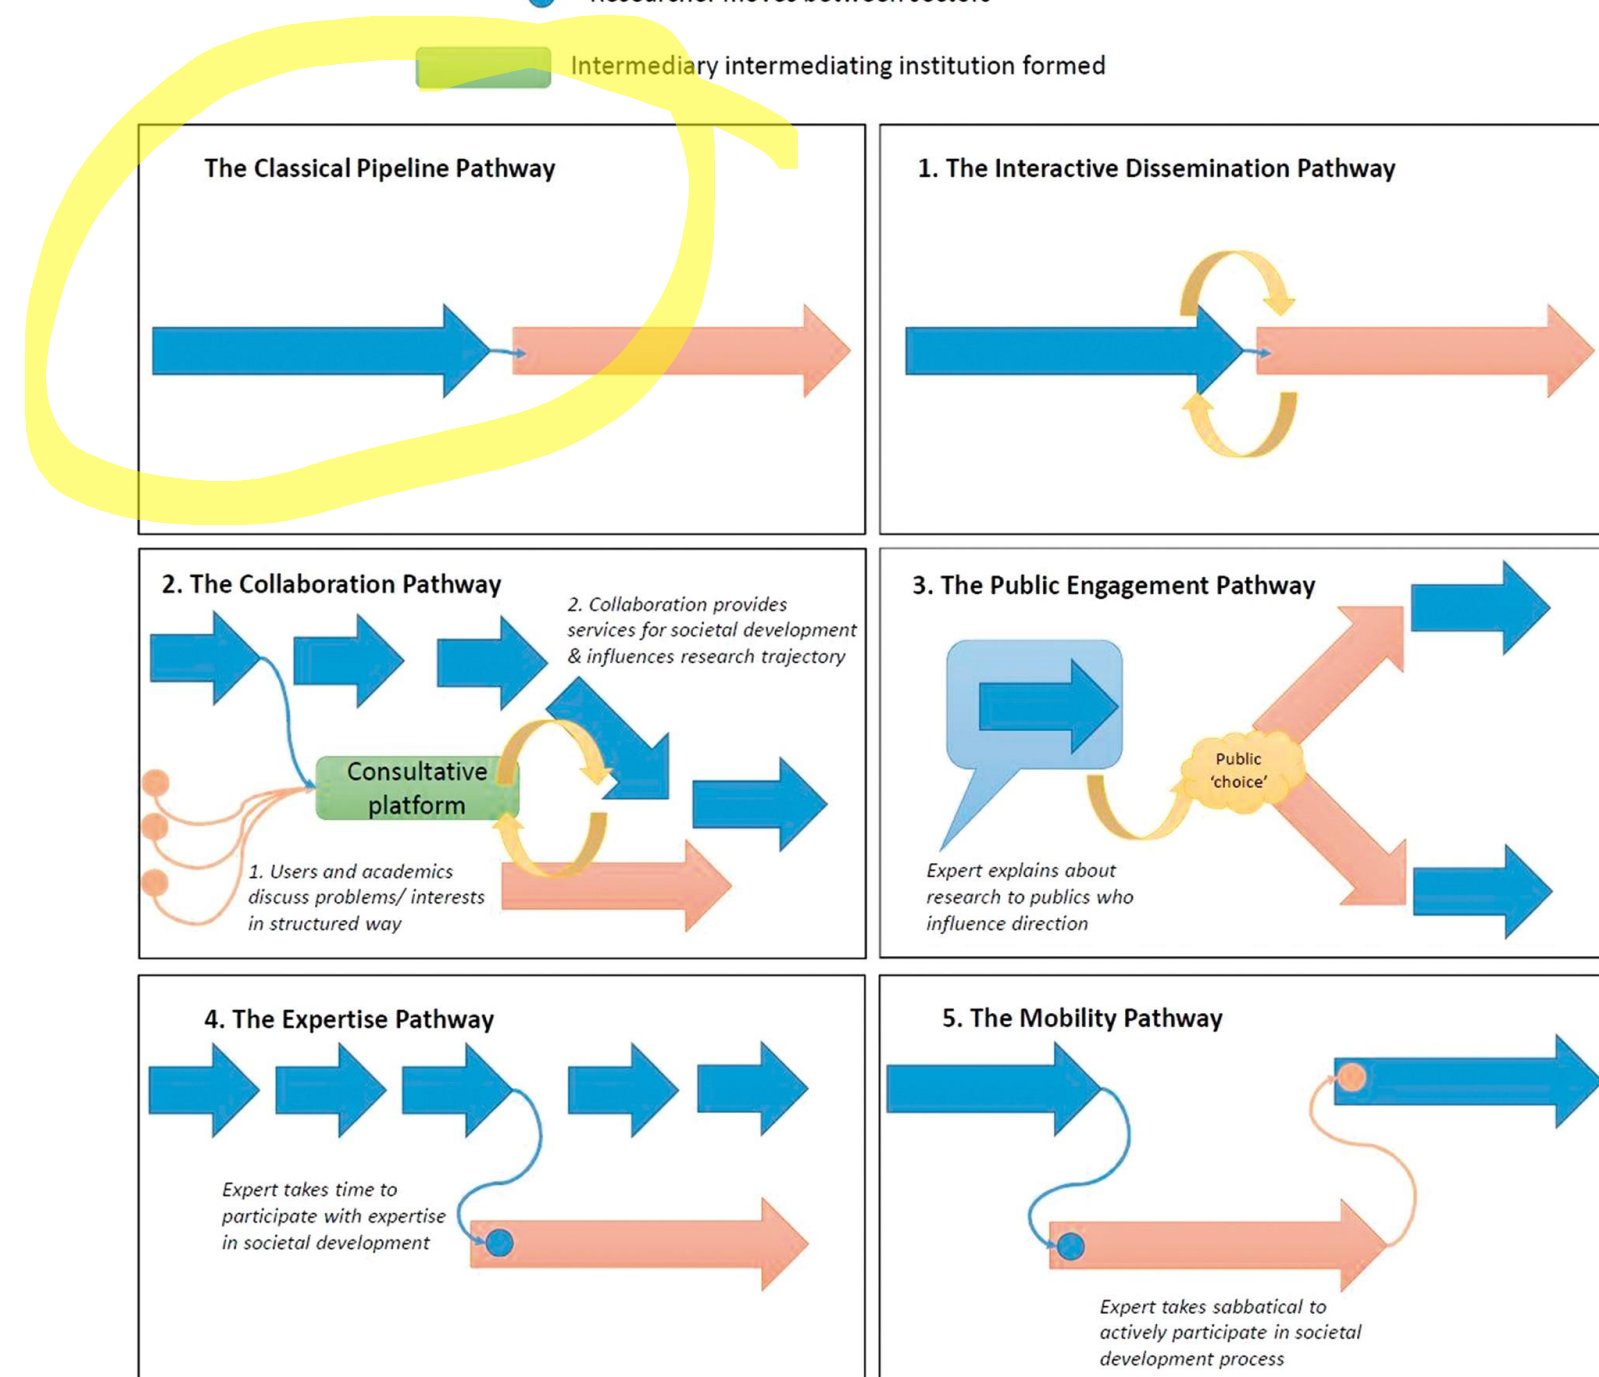 Researcher moves between sectors
Intermediary intermediating institution formed
The Classical Pipeline Pathway
1. The Interactive Dissemination Pathway
2. The Collaboration Pathway
2. Collaboration provides
services for societal development
& influences research trajectory
Consultative
platform
1. Users and academics
discuss problems/ interests
in structured way
3. The Public Engagement Pathway
Public
‘choice’
Expert explains about
research to publics who
influence direction
4. The Expertise Pathway
Expert takes time to
participate with expertise
in societal development
5. The Mobility Pathway
Expert takes sabbatical to
actively participate in societal
development process